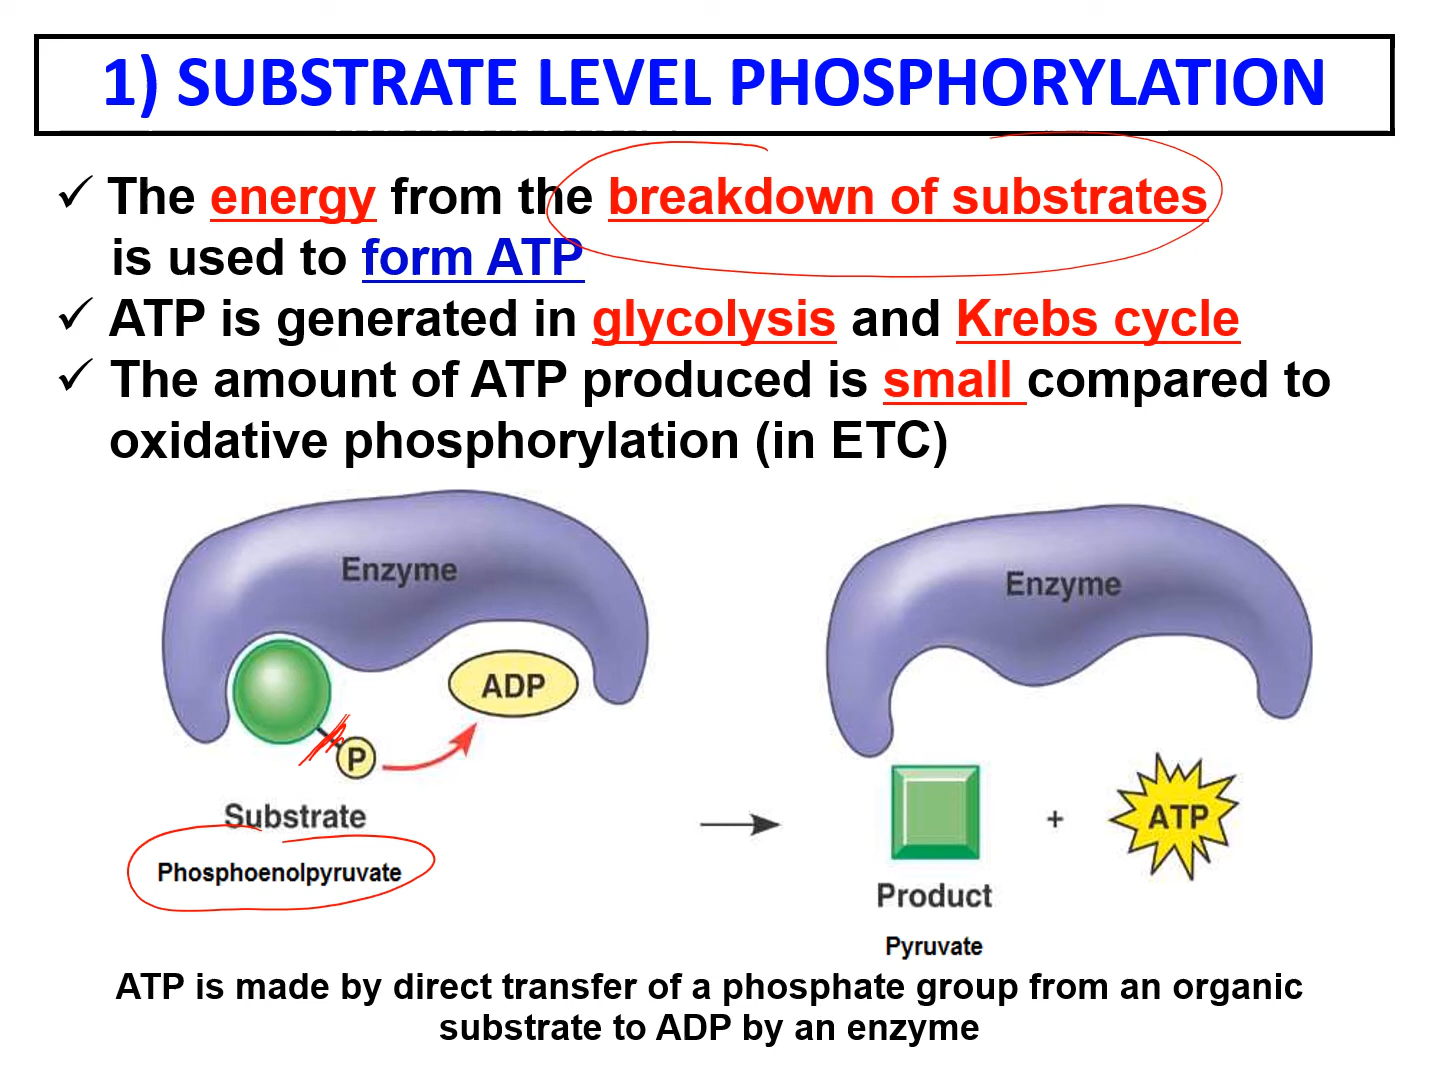 1) SUBSTRATE LEVEL PHOSPHORYLATION
✓ The energy from the breakdown of substrates
is used to form ATP
✓ ATP is generated in glycolysis and Krebs cycle
✓ The amount of ATP produced is small compared to
oxidative phosphorylation (in ETC)
Enzyme
ADP
P
Substrate
Phosphoenolpyruvate
Enzyme
+
ATP
Product
Pyruvate
ATP is made by direct transfer of a phosphate group from an organic
substrate to ADP by an enzyme